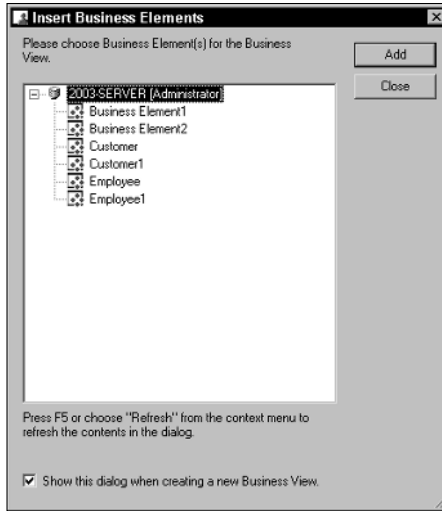 Insert Business Elements
Please choose Business Element(s) for the Business
View.
Add
Close
2003-SERVER (Administrator
Business Element1
Business Element2
Customer
Customer1
Employee
Employee1
Press F5 or choose "Refresh" from the context menu to
refresh the contents in the dialog.
Show this dialog when creating a new Business View.